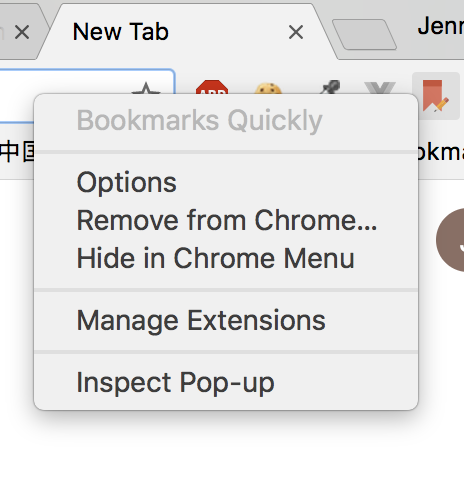 New Tab
Jenn
ABP
中国
okma
Bookmarks Quickly
Options
Remove from Chrome...
Hide in Chrome Menu
Manage Extensions
Inspect Pop-up